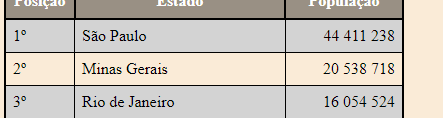 Posição Estado População
1º São Paulo 44 411 238
2º Minas Gerais 20 538 718
3º Rio de Janeiro 16 054 524